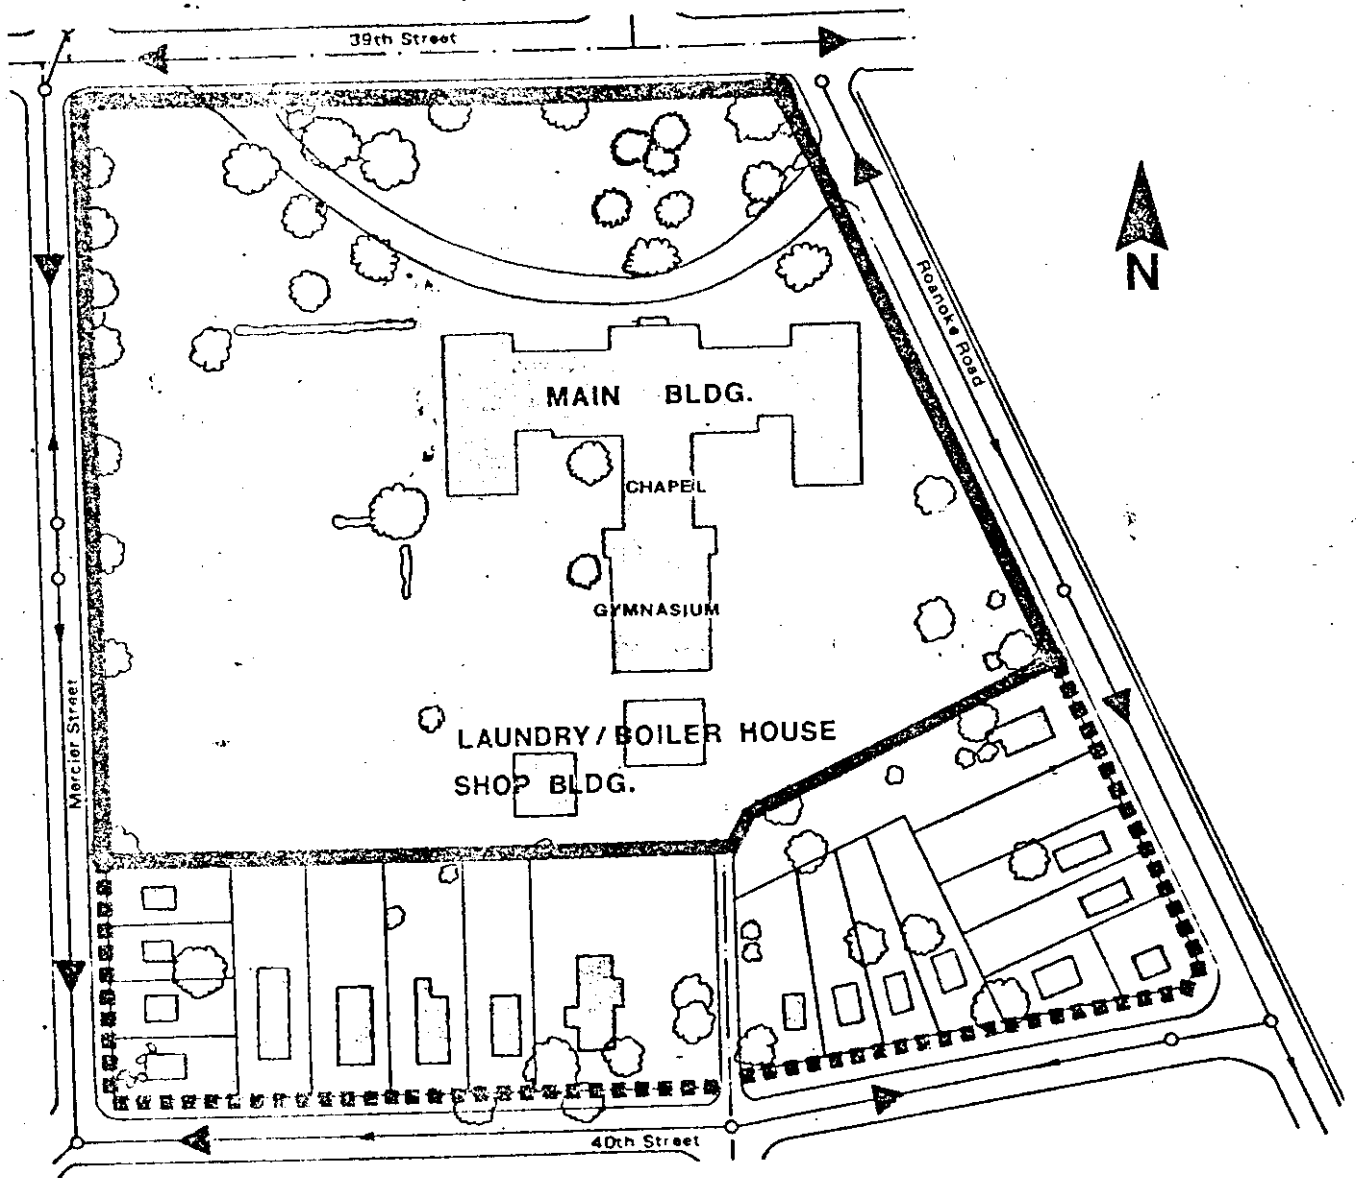 39th Street
N
Roanoke Road
MAIN BLDG.
CHAPEL
GYMNASIUM
Mercier Street
LAUNDRY/BOILER HOUSE
SHOP BLDG.
40th Street